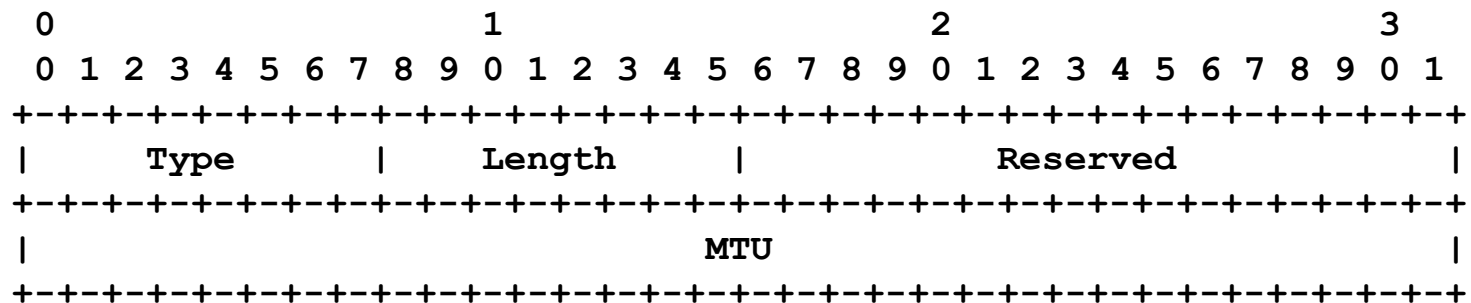 0                   1                   2                   3
 0 1 2 3 4 5 6 7 8 9 0 1 2 3 4 5 6 7 8 9 0 1 2 3 4 5 6 7 8 9 0 1
+-+-+-+-+-+-+-+-+-+-+-+-+-+-+-+-+-+-+-+-+-+-+-+-+-+-+-+-+-+-+-+-+
|     Type      |    Length     |           Reserved            |
+-+-+-+-+-+-+-+-+-+-+-+-+-+-+-+-+-+-+-+-+-+-+-+-+-+-+-+-+-+-+-+-+
|                              MTU                              |
+-+-+-+-+-+-+-+-+-+-+-+-+-+-+-+-+-+-+-+-+-+-+-+-+-+-+-+-+-+-+-+-+